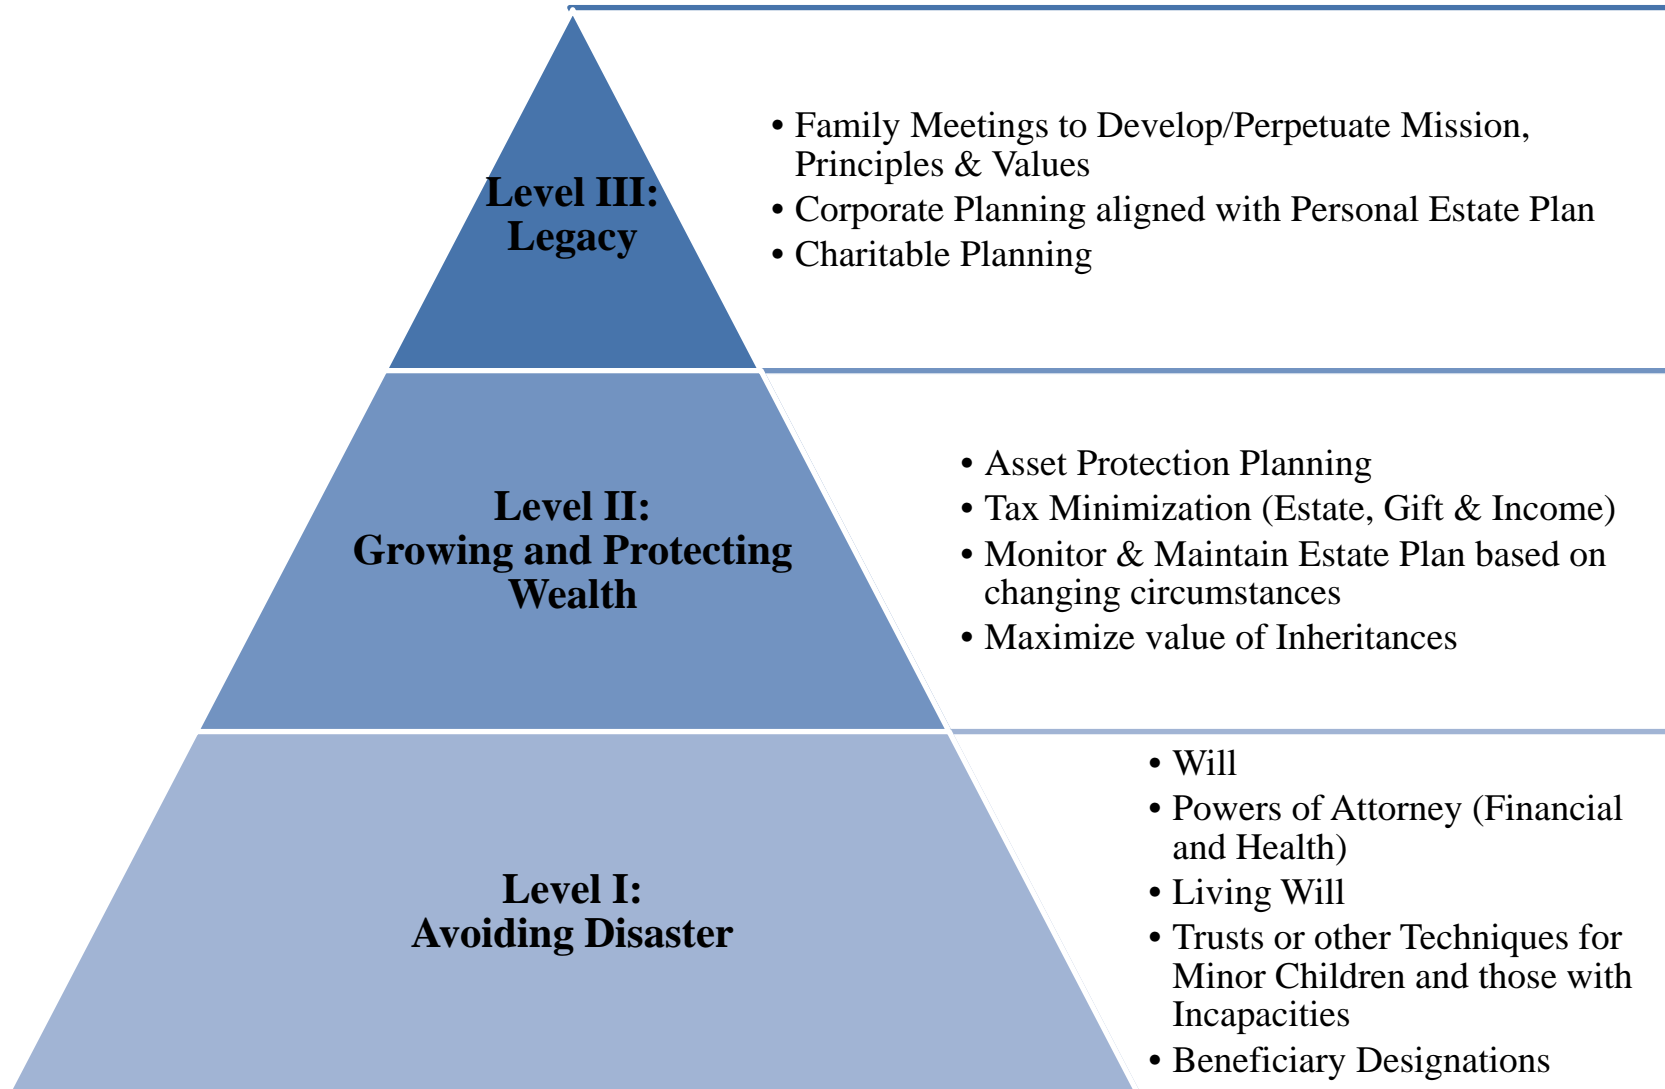 Level III:
Legacy
• Family Meetings to Develop/Perpetuate Mission,
Principles & Values
• Corporate Planning aligned with Personal Estate Plan
• Charitable Planning
Level II:
Growing and Protecting
Wealth
• Asset Protection Planning
• Tax Minimization (Estate, Gift & Income)
• Monitor & Maintain Estate Plan based on
changing circumstances
• Maximize value of Inheritances
Level I:
Avoiding Disaster
• Will
• Powers of Attorney (Financial
and Health)
• Living Will
• Trusts or other Techniques for
Minor Children and those with
Incapacities
• Beneficiary Designations